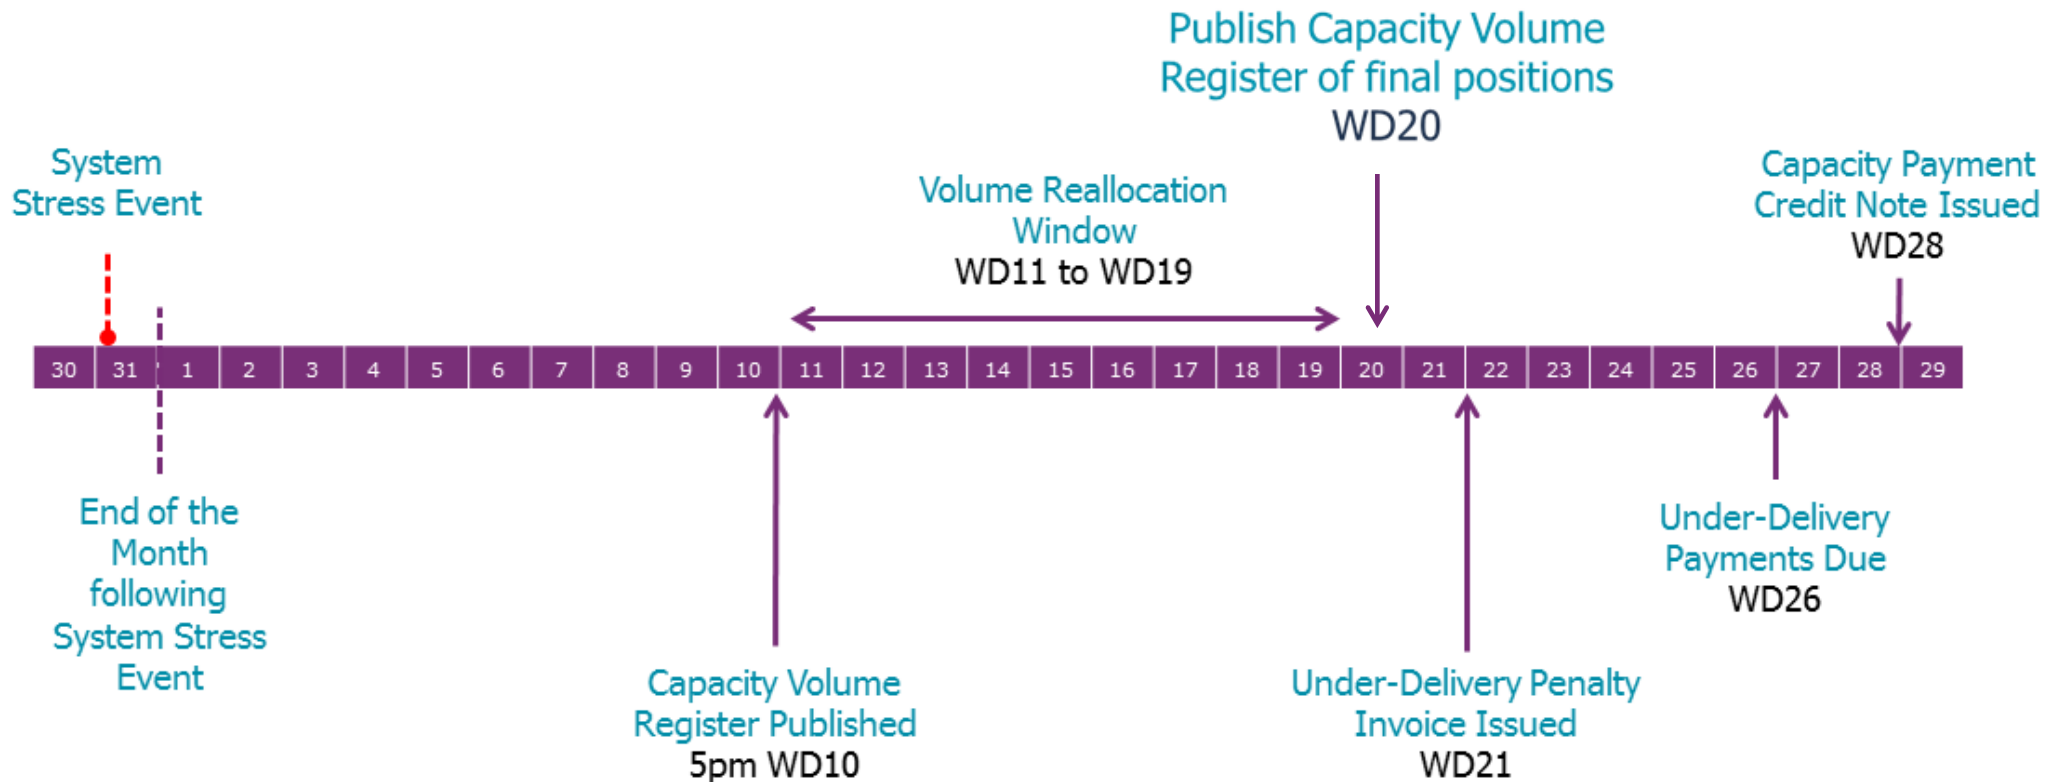 Publish Capacity Volume
Register of final positions
WD20
System
Stress Event
Volume Reallocation
Window
WD11 to WD19
Capacity Payment
Credit Note Issued
WD28
30 31 1 2 3 4 5 6 7 8 9 10 11 12 13 14 15 16 17 18 19 20 21 22 23 24 25 26 27 28 29
End of the
Month
following
System Stress
Event
Capacity Volume
Register Published
5pm WD10
Under-Delivery Penalty
Invoice Issued
WD21
Under-Delivery
Payments Due
WD26